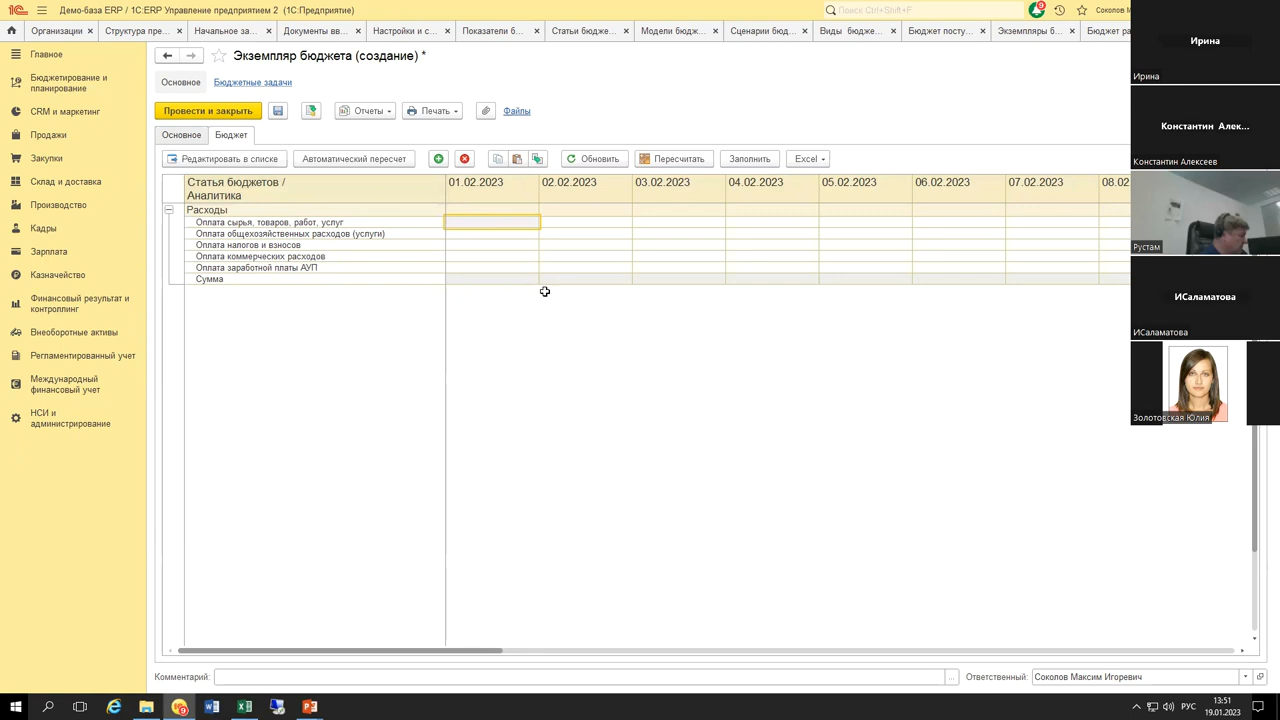 Демо-база ERP / 1С:ERP Управление предприятием 2 (1С:Предприятие)
Поиск Ctrl+Shift+F
9
Соколов М
Организации
Структура пре...
Начальное за...
Документы вв...
Настройки и с...
Показатели б...
Статьи бюдже...
Модели бюдж...
Сценарии бюд...
Виды бюдже...
Бюджет посту...
Экземпляры б...
Бюджет ра
Главное
Бюджетирование и планирование
CRM и маркетинг
Продажи
Закупки
Склад и доставка
Производство
Кадры
Зарплата
Казначейство
Финансовый результат и контроллинг
Внеоборотные активы
Регламентированный учет
Международный финансовый учет
НСИ и администрирование
Экземпляр бюджета (создание) *
Основное
Бюджетные задачи
Провести и закрыть
Отчеты
Печать
Файлы
Основное
Бюджет
Редактировать в списке
Автоматический пересчет
Обновить
Пересчитать
Заполнить
Excel
Статья бюджетов /
Аналитика
01.02.2023
02.02.2023
03.02.2023
04.02.2023
05.02.2023
06.02.2023
07.02.2023
08.02
Расходы
Оплата сырья, товаров, работ, услуг
Оплата общехозяйственных расходов (услуги)
Оплата налогов и взносов
Оплата коммерческих расходов
Оплата заработной платы АУП
Сумма
Комментарий:
...
Ответственный:
Соколов Максим Игоревич
Ирина
Ирина
Константин Алек...
Константин Алексеев
Рустам
ИСаламатова
ИСаламатова
Золотовская Юлия
РУС
13:51
19.01.2023